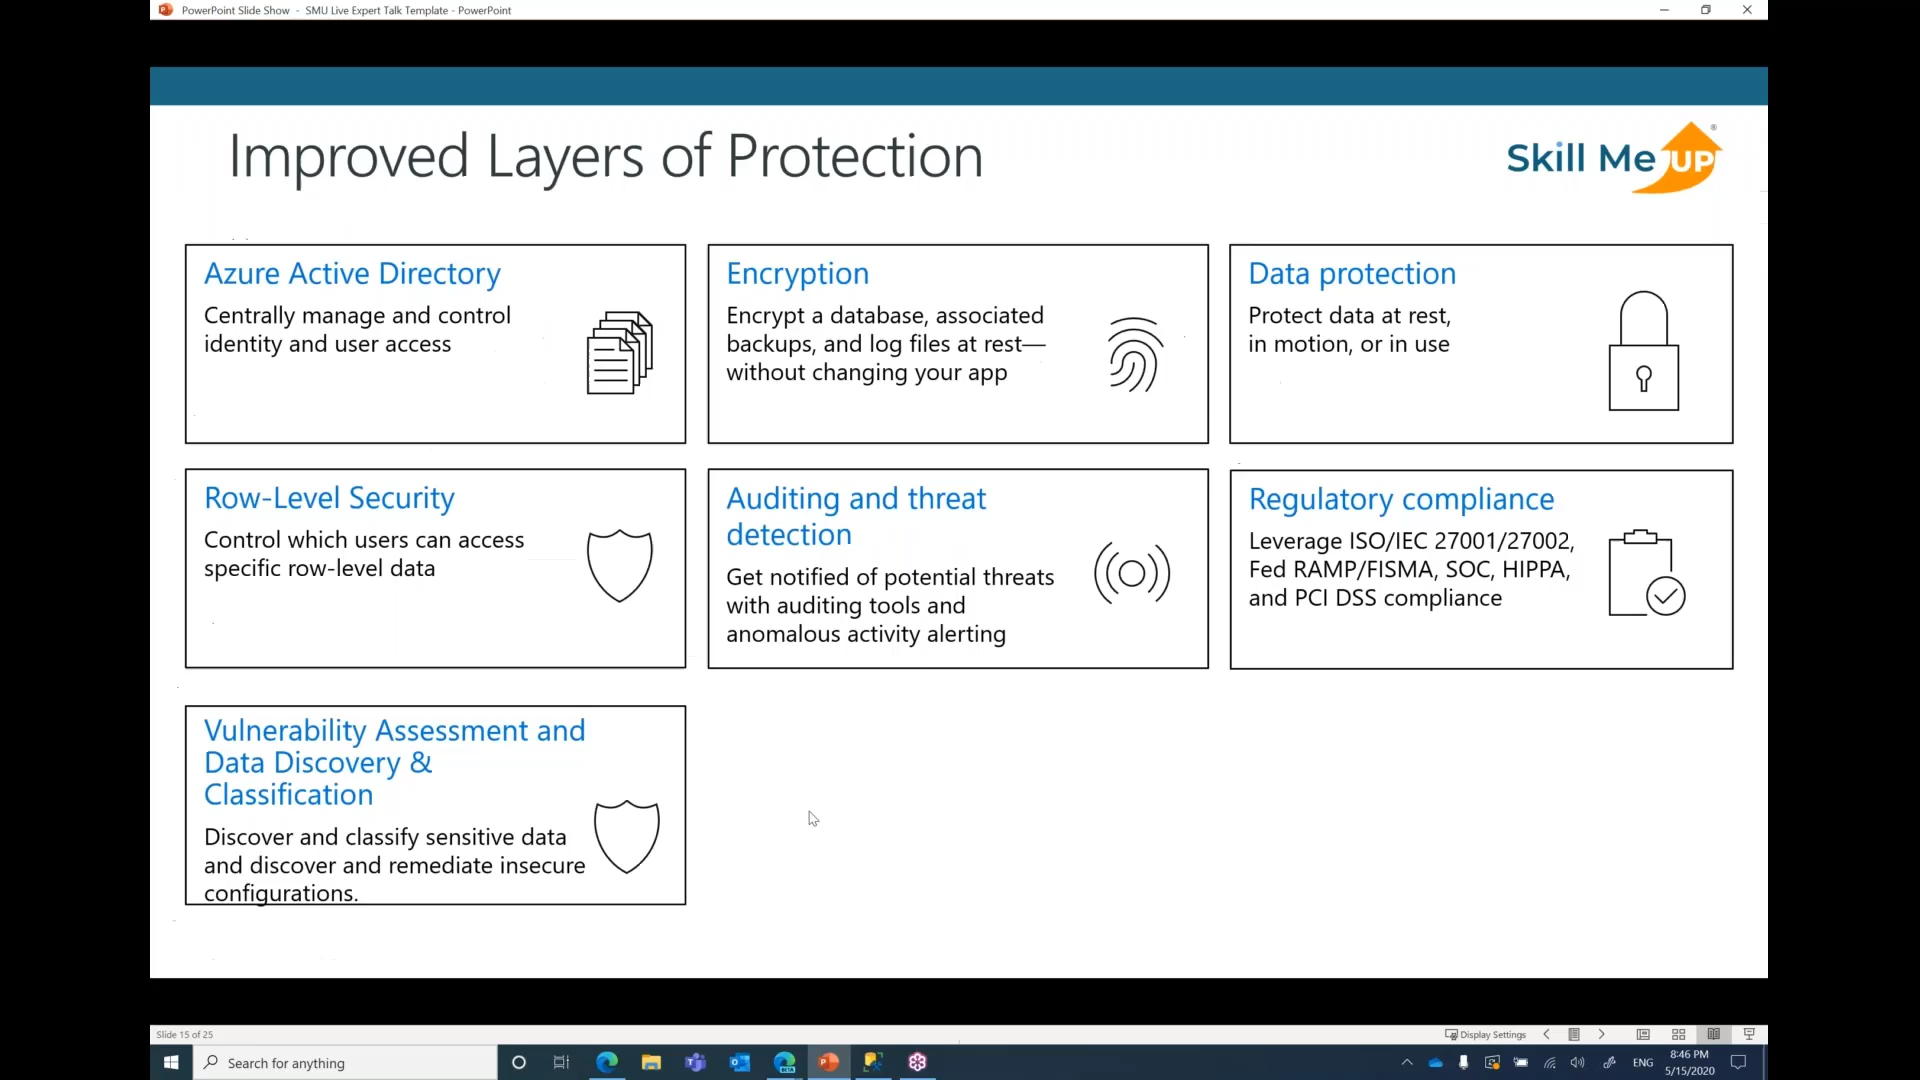 PowerPoint Slide Show - SMU Live Expert Talk Template - PowerPoint
Improved Layers of Protection
Skill Me UP®
Azure Active Directory
Centrally manage and control
identity and user access
Encryption
Encrypt a database, associated
backups, and log files at rest—
without changing your app
Data protection
Protect data at rest,
in motion, or in use
Row-Level Security
Control which users can access
specific row-level data
Auditing and threat
detection
Get notified of potential threats
with auditing tools and
anomalous activity alerting
Regulatory compliance
Leverage ISO/IEC 27001/27002,
Fed RAMP/FISMA, SOC, HIPPA,
and PCI DSS compliance
Vulnerability Assessment and
Data Discovery &
Classification
Discover and classify sensitive data
and discover and remediate insecure
configurations.
Slide 15 of 25
Display Settings
Search for anything
BETA
ENG
8:46 PM
5/15/2020